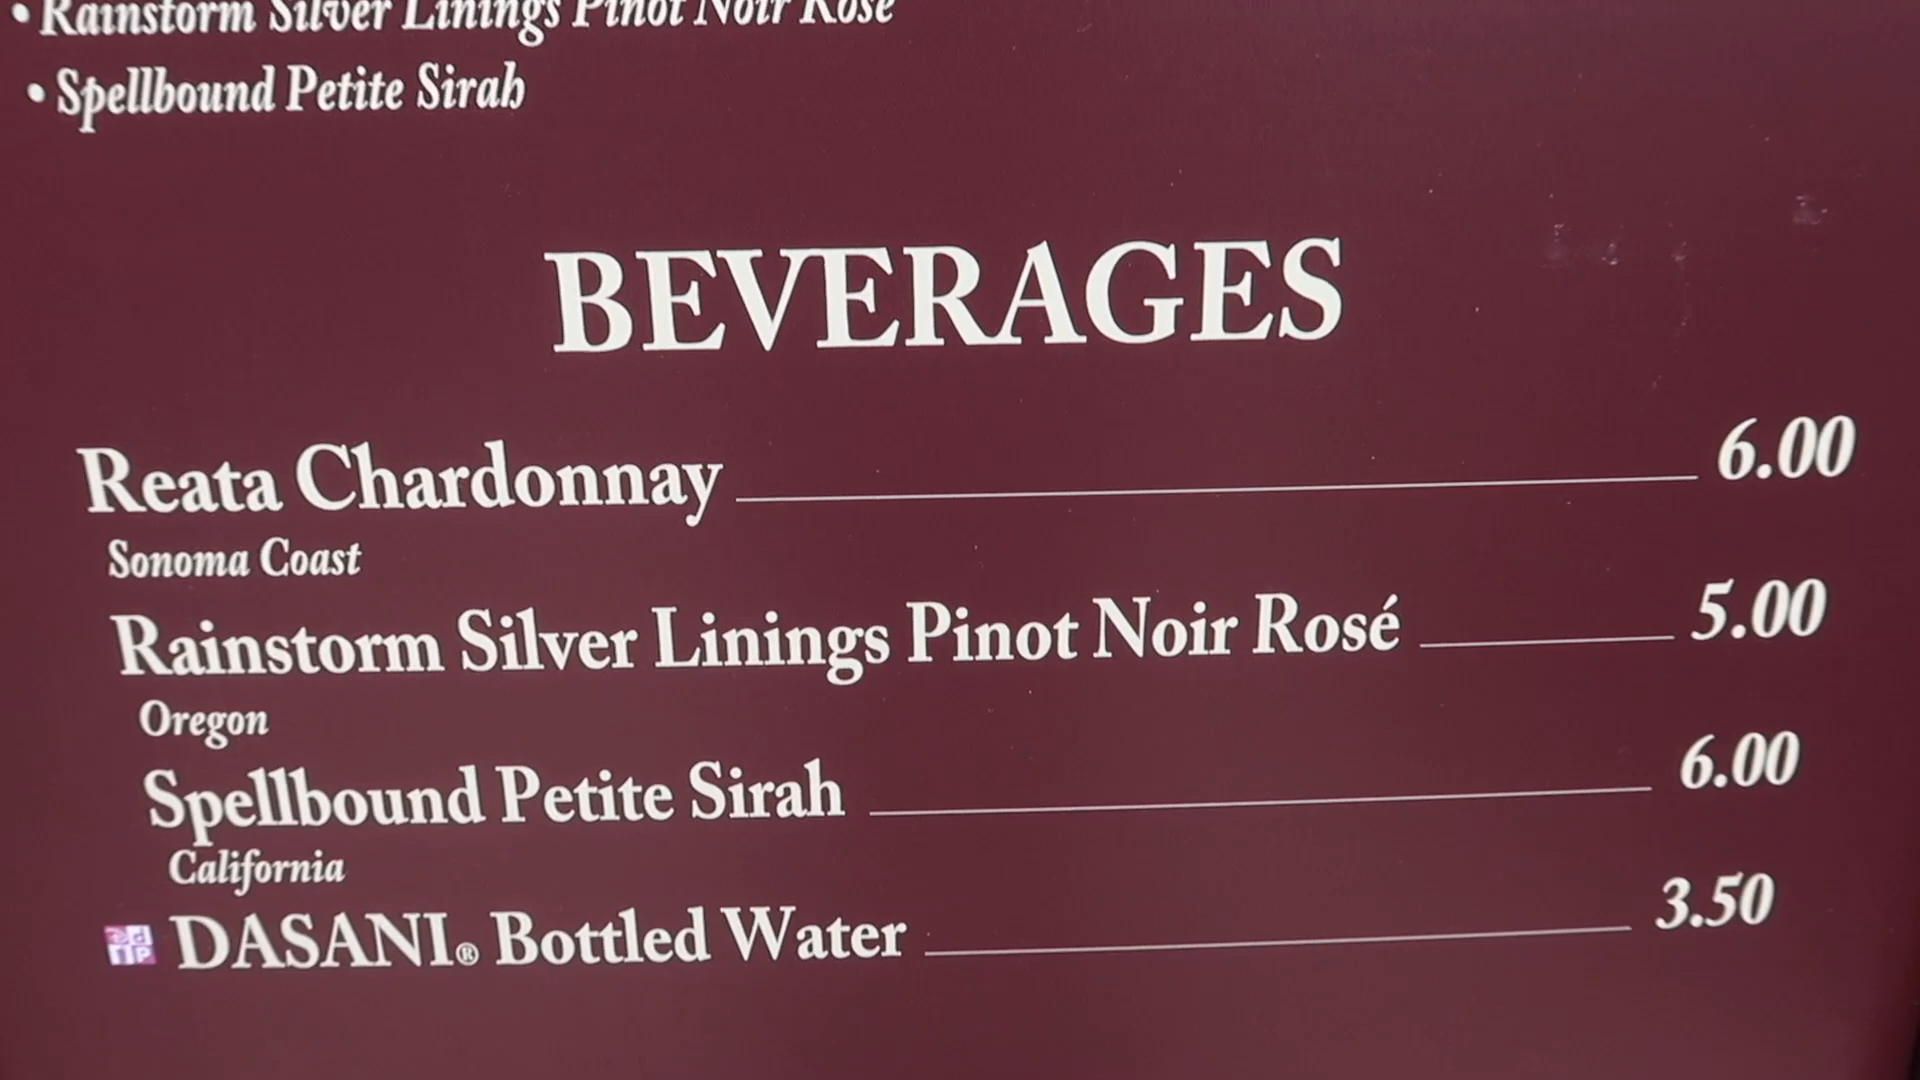 • Rainstorm Silver Linings Pinot Noir Rosé
• Spellbound Petite Sirah
BEVERAGES
Reata Chardonnay 6.00
Sonoma Coast
Rainstorm Silver Linings Pinot Noir Rosé 5.00
Oregon
Spellbound Petite Sirah 6.00
California
DASANI® Bottled Water 3.50